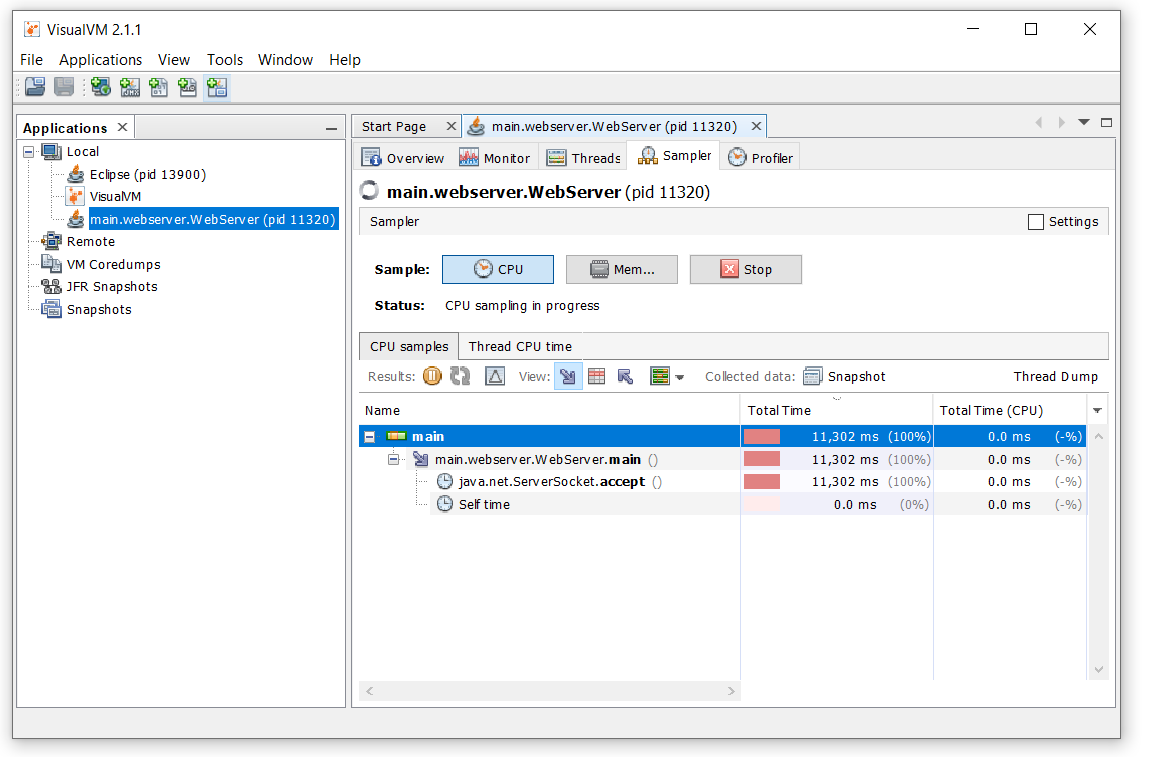 VisualVM 2.1.1
File Applications View Tools Window Help
Applications
Local
Eclipse (pid 13900)
VisualVM
main.webserver.WebServer (pid 11320)
Remote
VM Coredumps
JFR Snapshots
Snapshots
Start Page main.webserver.WebServer (pid 11320)
Overview Monitor Threads Sampler Profiler
main.webserver.WebServer (pid 11320)
Sampler Settings
Sample: CPU Mem... Stop
Status: CPU sampling in progress
CPU samples Thread CPU time
Results: View: Collected data: Snapshot Thread Dump
Name Total Time Total Time (CPU)
main 11,302 ms (100%) 0.0 ms (-%)
main.webserver.WebServer.main () 11,302 ms (100%) 0.0 ms (-%)
java.net.ServerSocket.accept () 11,302 ms (100%) 0.0 ms (-%)
Self time 0.0 ms (0%) 0.0 ms (-%)